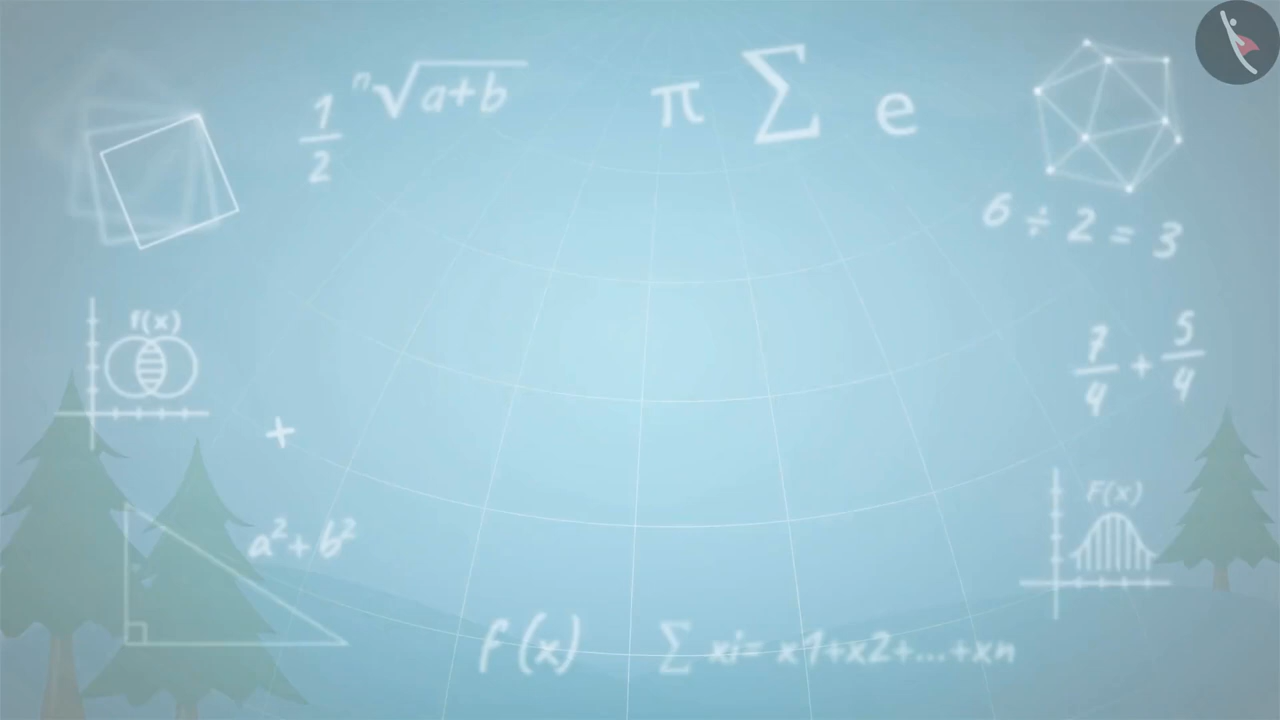 1/2
ⁿ√a+b
π Σ e
6 ÷ 2 = 3
f(x)
7/4 + 5/4
+
F(x)
a²+b²
f(x)
Σ xi= x1+x2+...+xn